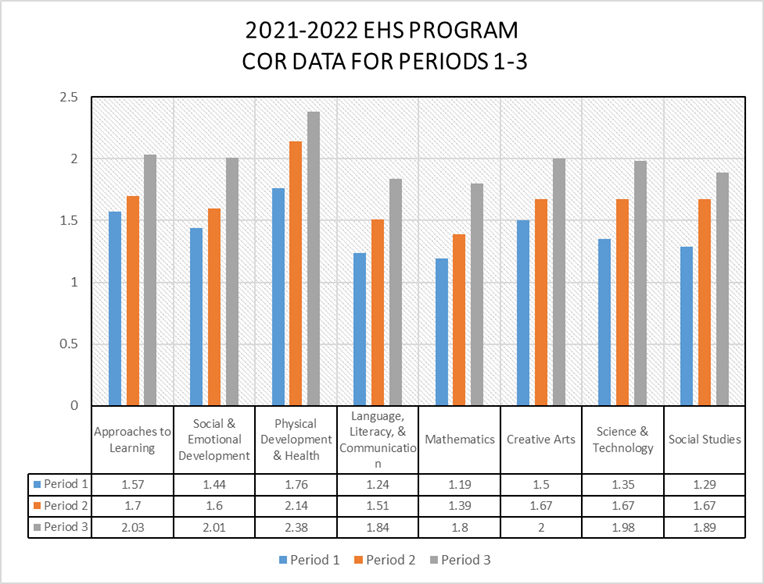 2021-2022 EHS PROGRAM
COR DATA FOR PERIODS 1-3
2.5
2
1.5
1
0.5
0
Approaches to
Learning
Social &
Emotional
Development
Physical
Development
& Health
Language,
Literacy, &
Communicatio
n
Mathematics
Creative Arts
Science &
Technology
Social Studies
Period 1 1.57 1.44 1.76 1.24 1.19 1.5 1.35 1.29
Period 2 1.7 1.6 2.14 1.51 1.39 1.67 1.67 1.67
Period 3 2.03 2.01 2.38 1.84 1.8 2 1.98 1.89
Period 1 Period 2 Period 3